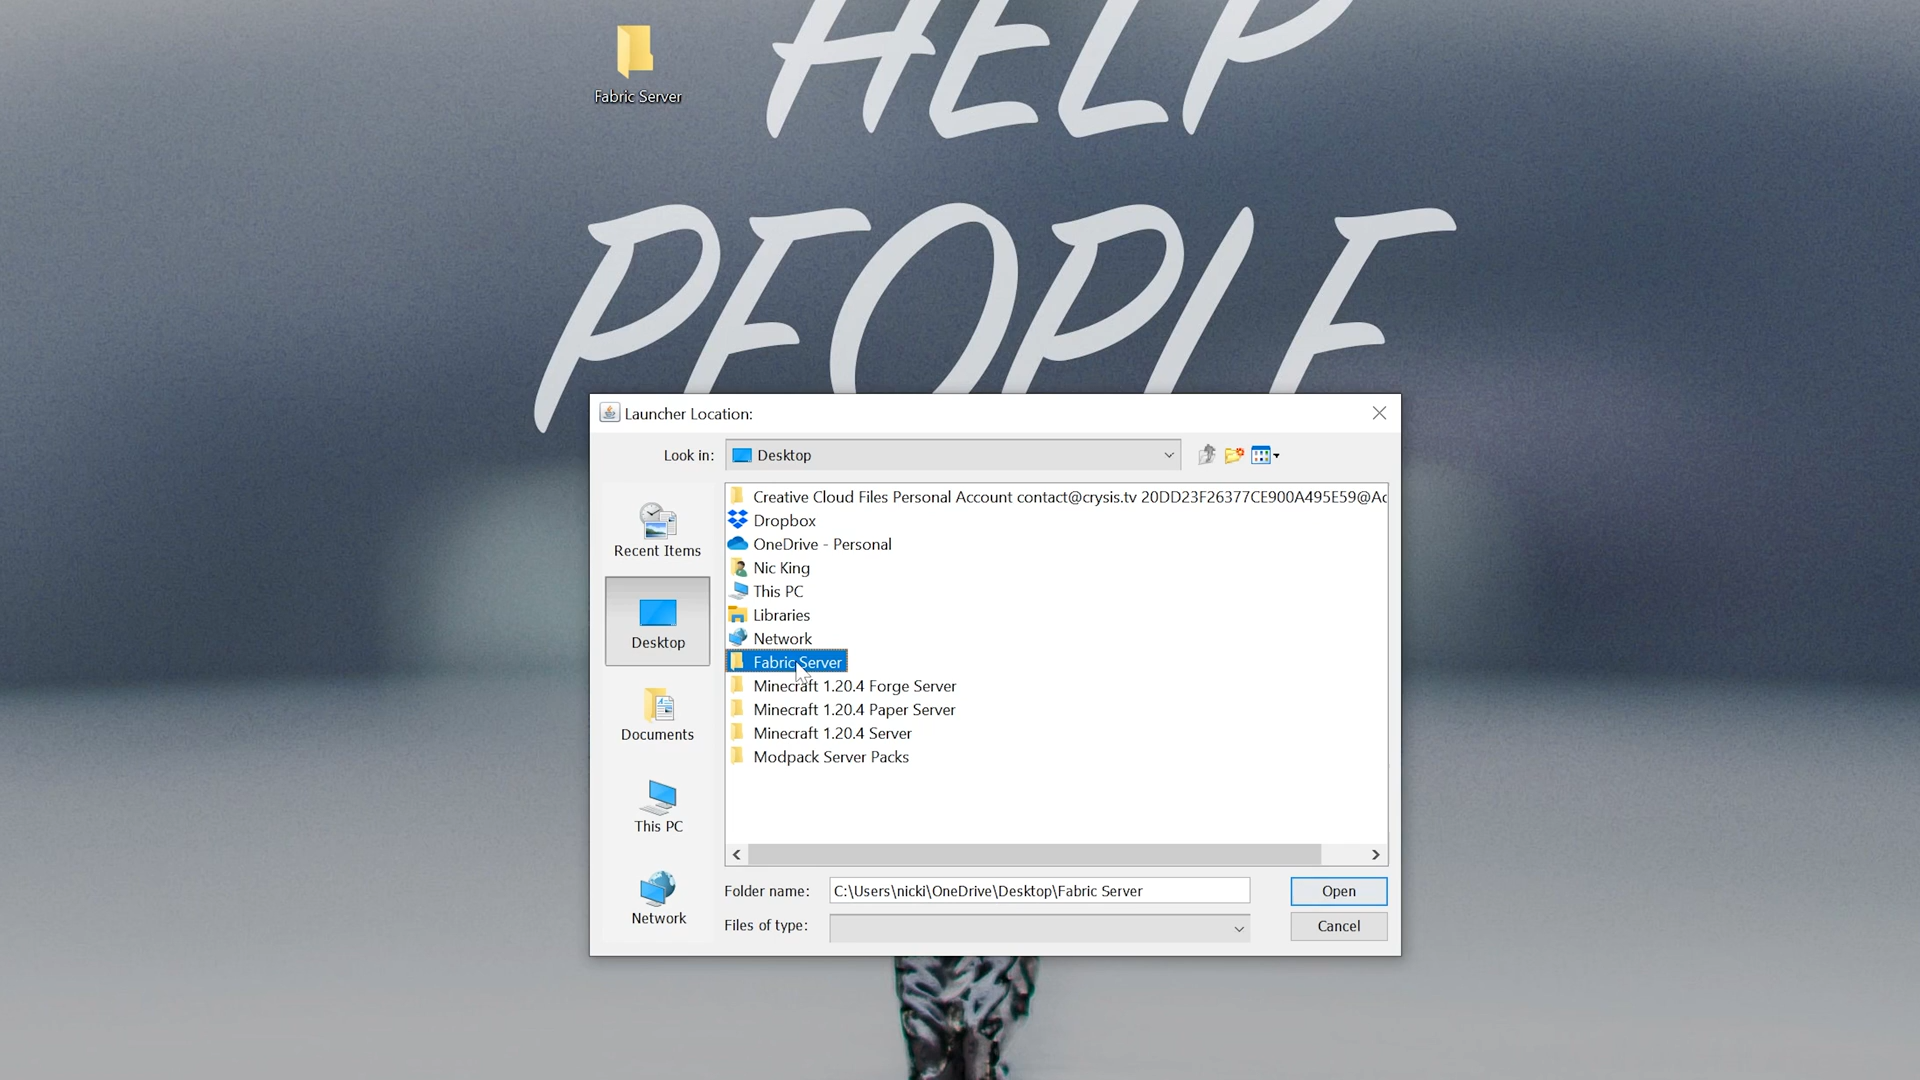 HELP
Fabric Server
PEOPLE
Launcher Location:
Look in:
Desktop
Recent Items
Desktop
Documents
This PC
Network
Creative Cloud Files Personal Account contact@crysis.tv 20DD23F26377CE900A495E59@Ac
Dropbox
OneDrive - Personal
Nic King
This PC
Libraries
Network
Fabric Server
Minecraft 1.20.4 Forge Server
Minecraft 1.20.4 Paper Server
Minecraft 1.20.4 Server
Modpack Server Packs
Folder name:
C:\Users\nicki\OneDrive\Desktop\Fabric Server
Open
Files of type:
Cancel